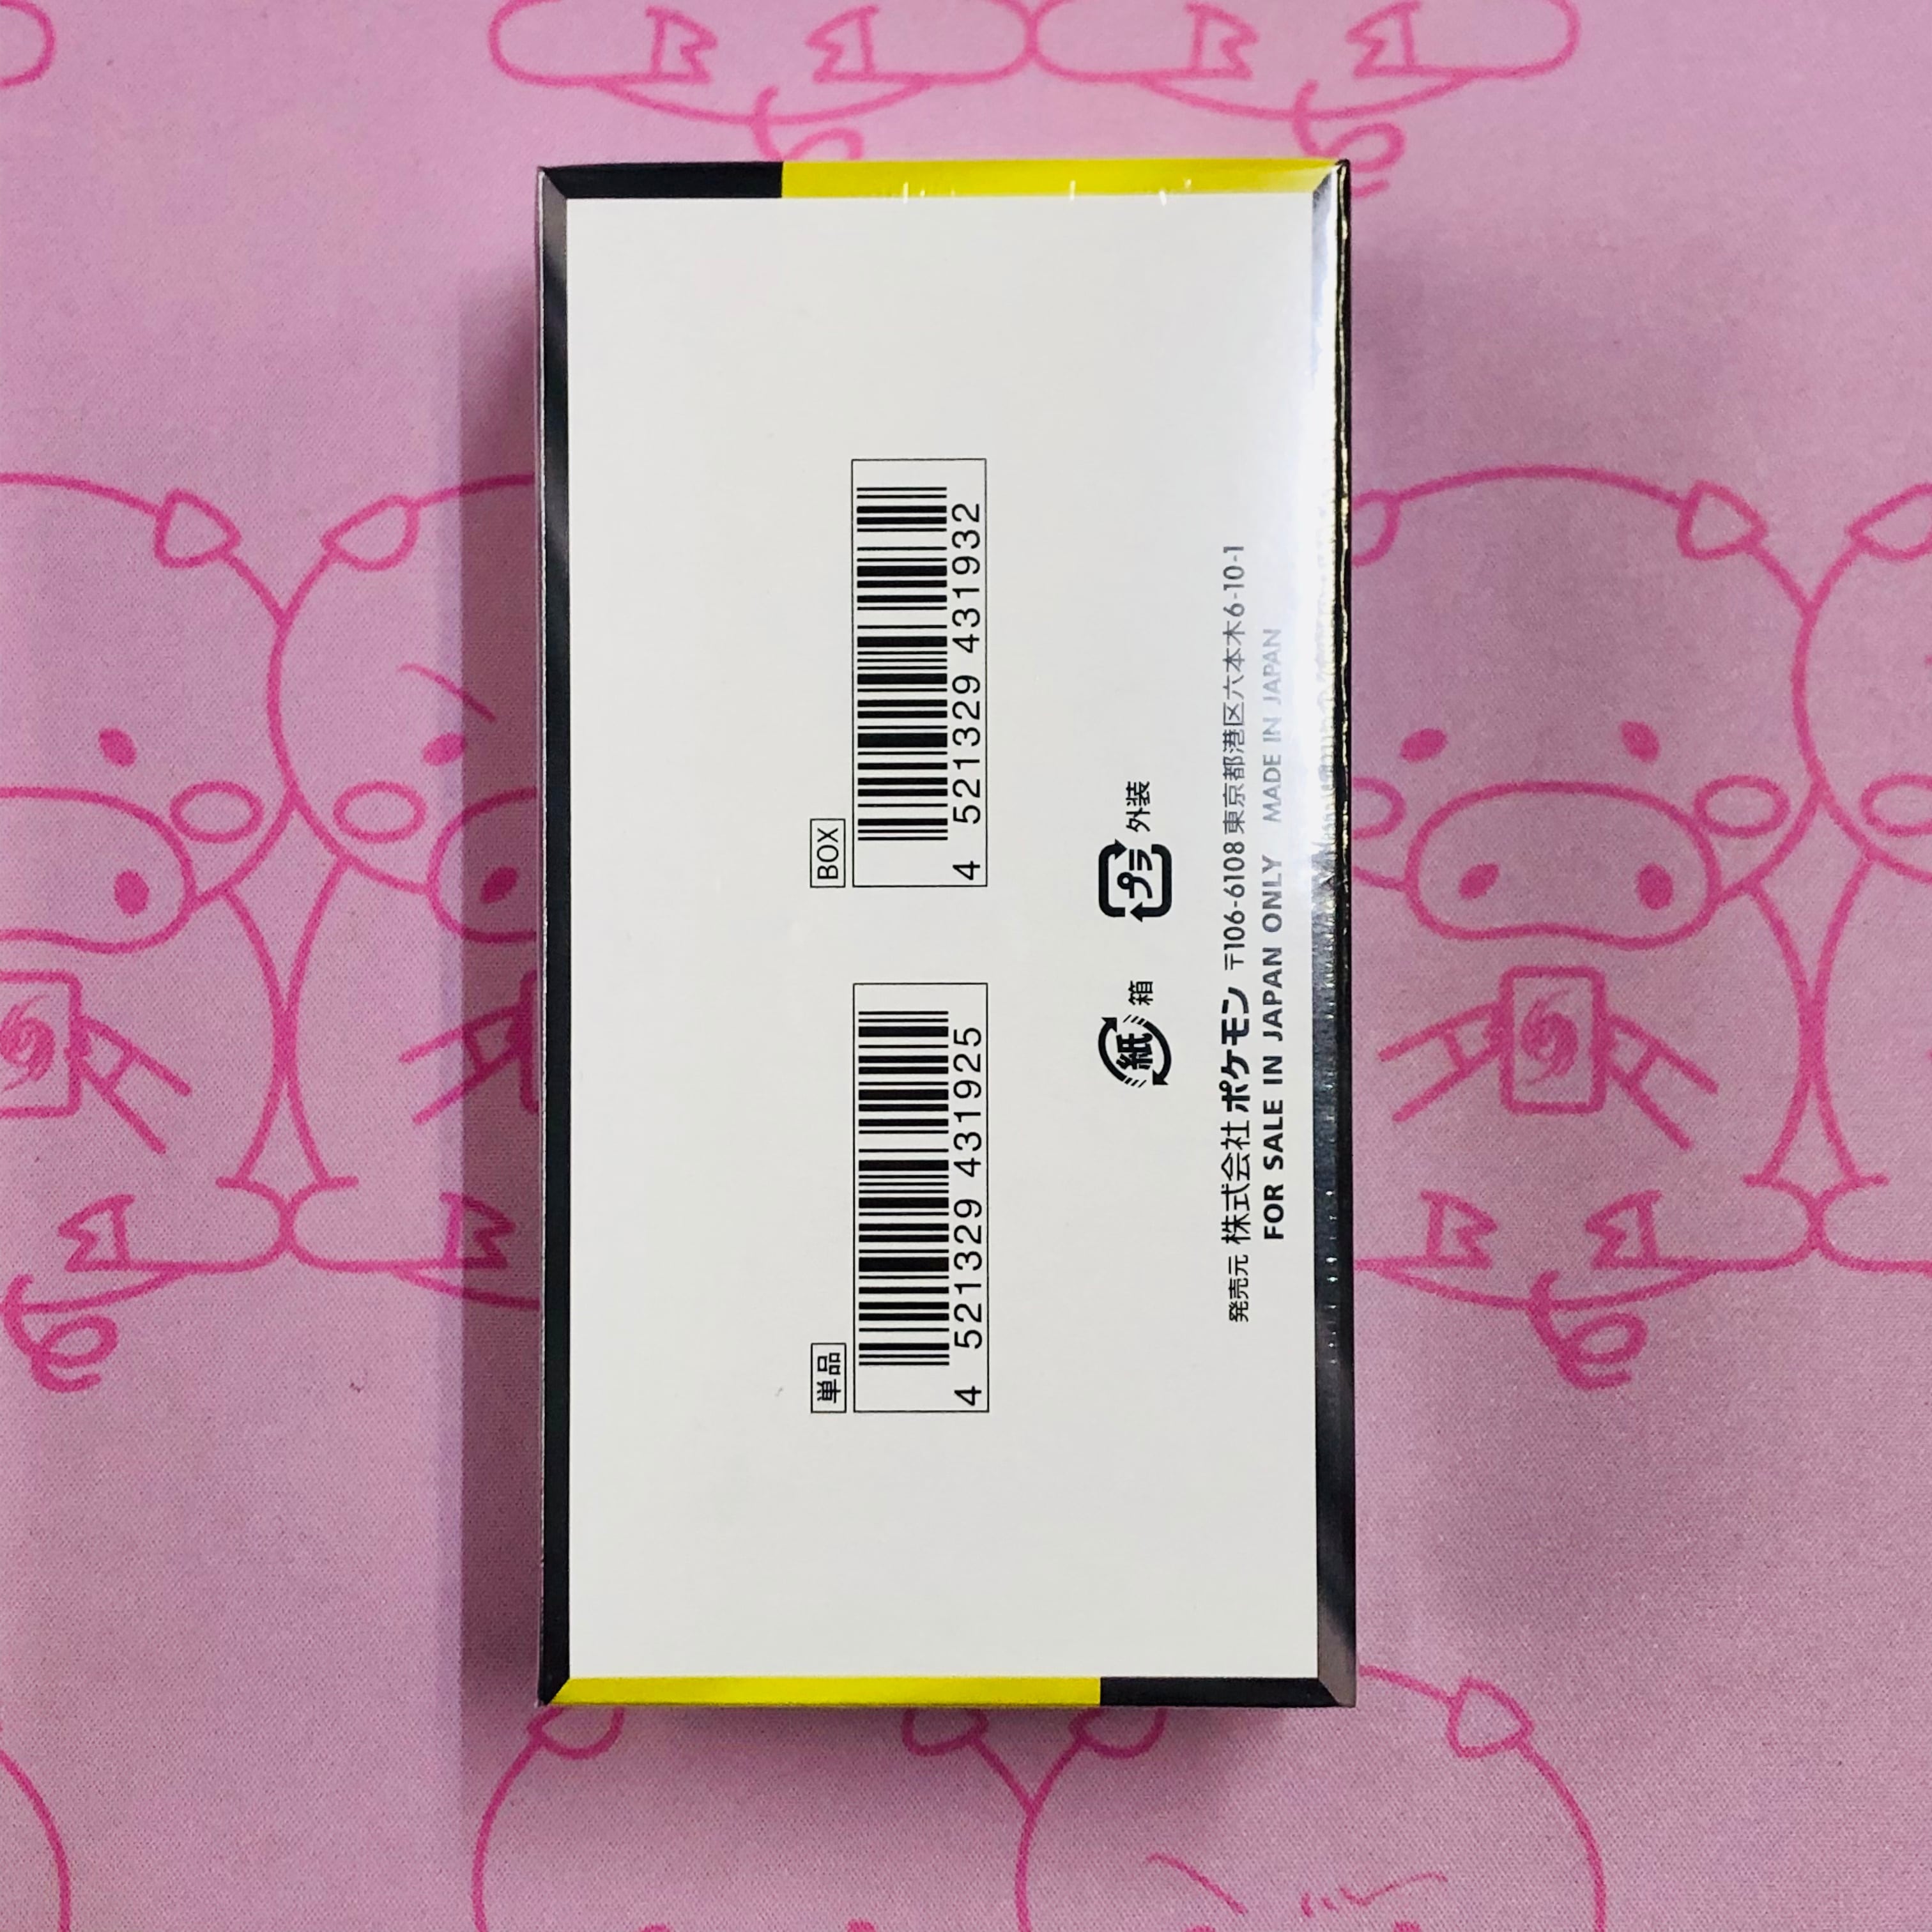 単品
4 521329 431925
BOX
4 521329 431932
紙 箱
プラ 外装
発売元 株式会社ポケモン 〒106-6108 東京都港区六本木6-10-1
FOR SALE IN JAPAN ONLY MADE IN JAPAN